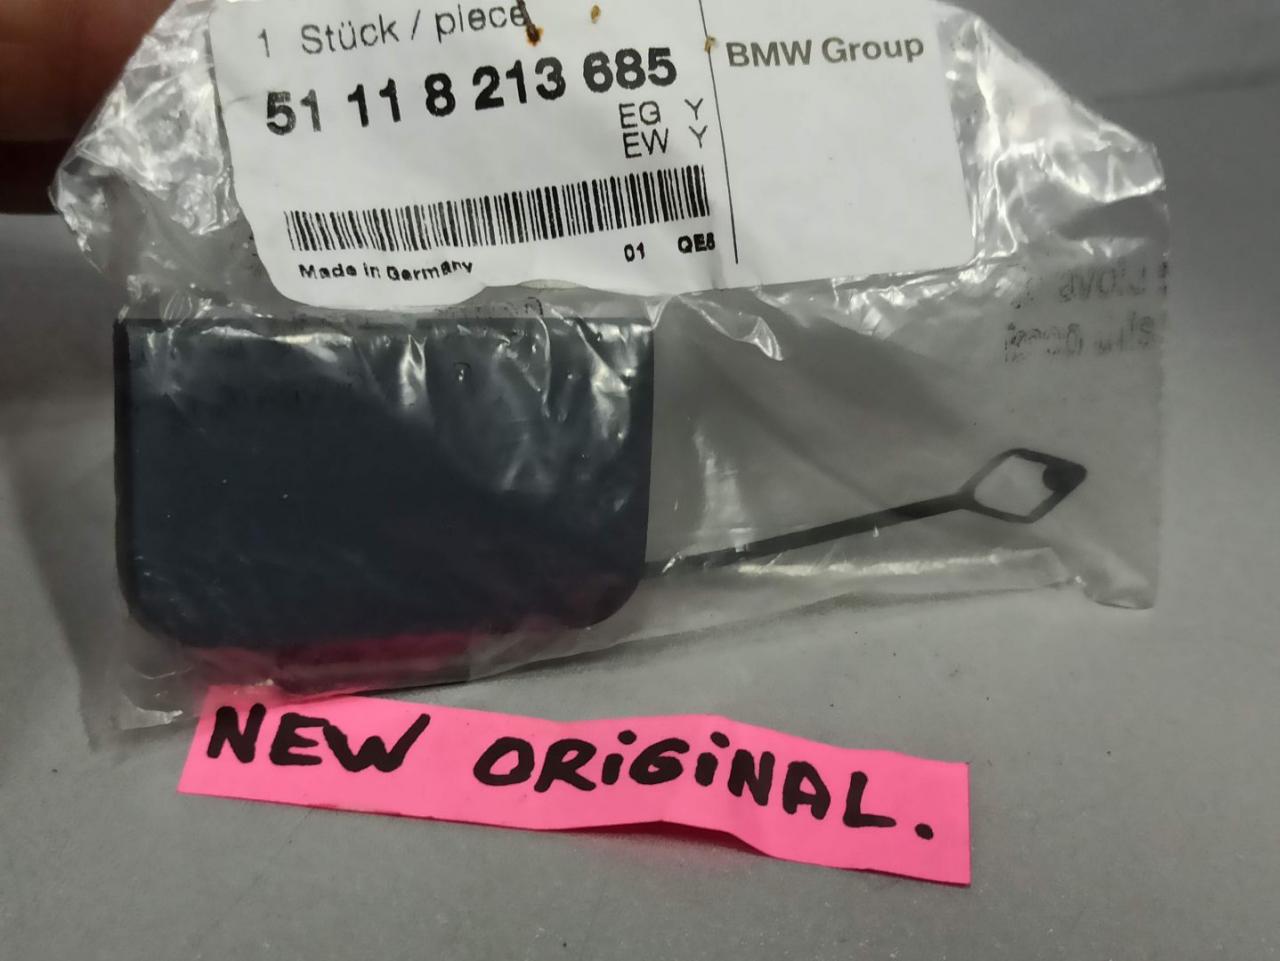 1 Stück / piece
BMW Group
51 11 8 213 685
EG Y
EW Y
01 QE8
Made in Germany
NEW ORiGiNAL.